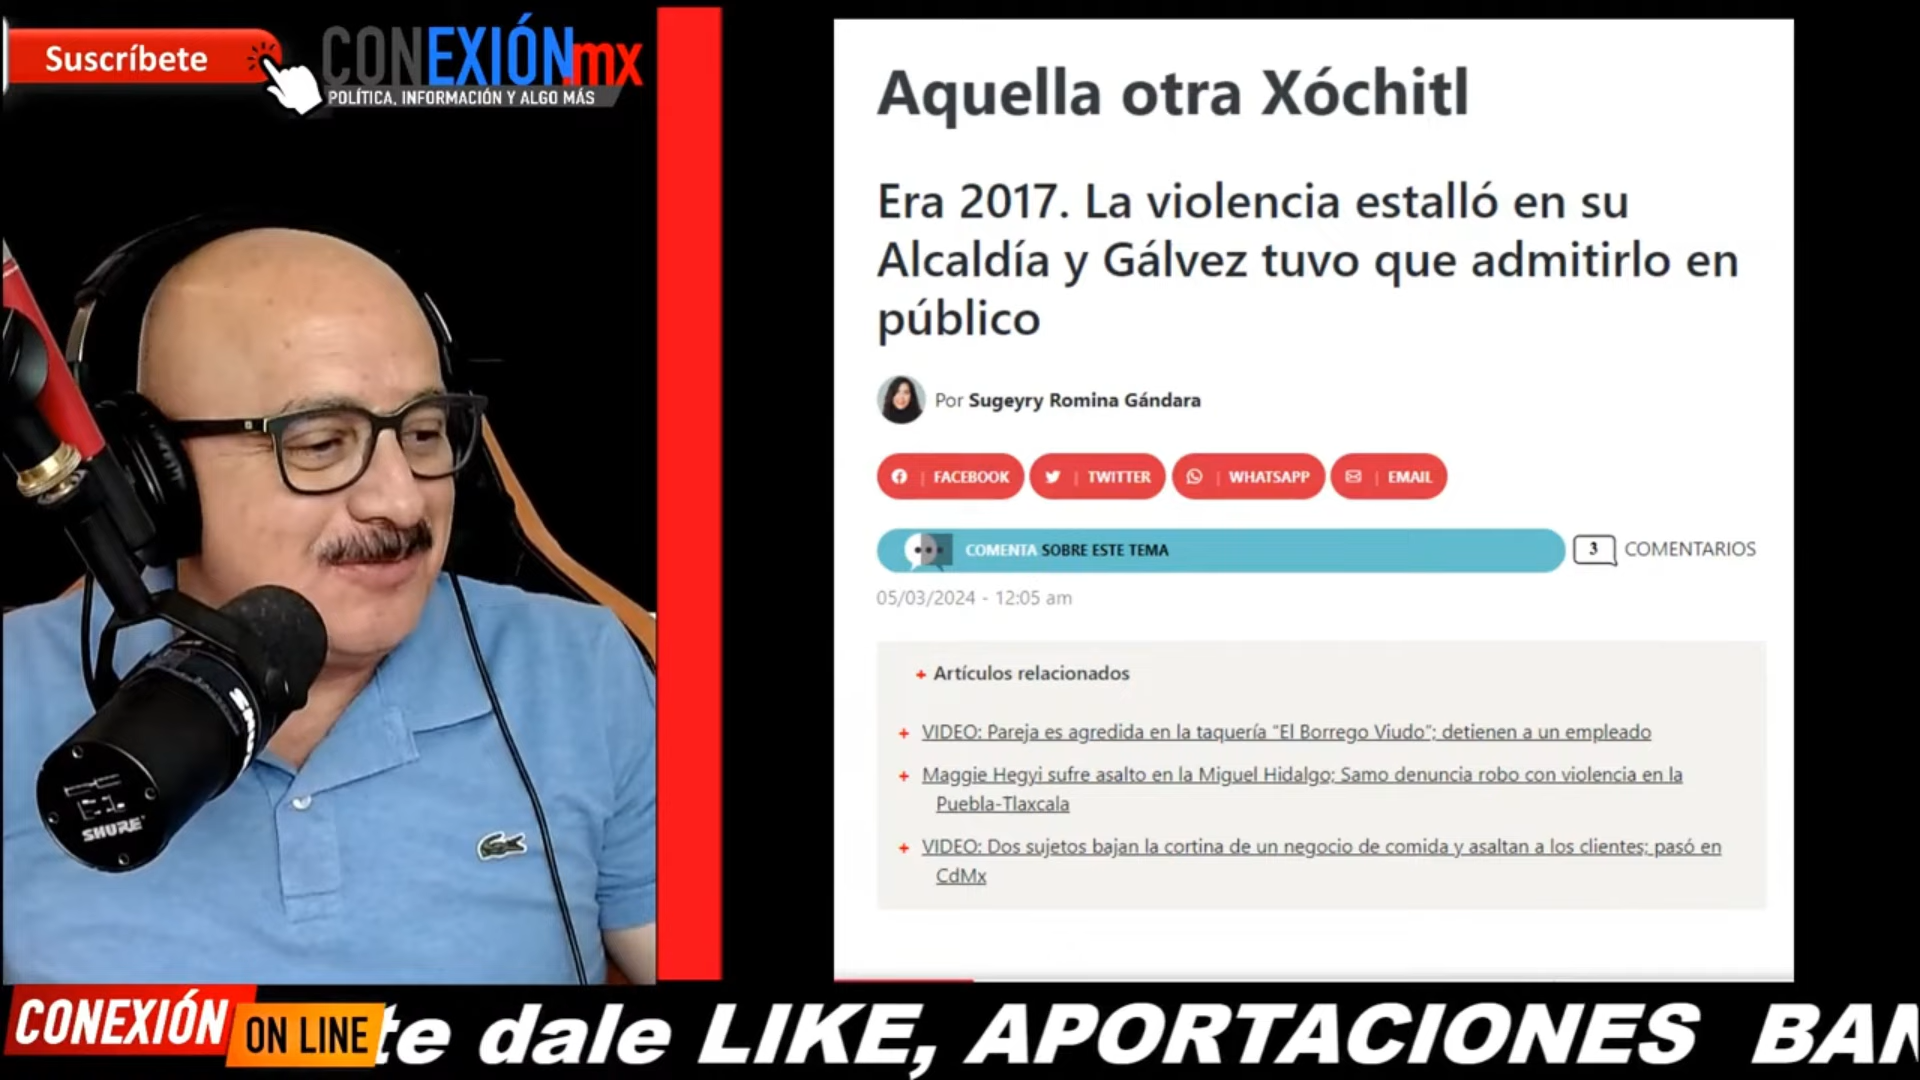 Suscríbete
CONEXIÓN.mx
POLÍTICA, INFORMACIÓN Y ALGO MÁS
Aquella otra Xóchitl
Era 2017. La violencia estalló en su
Alcaldía y Gálvez tuvo que admitirlo en
público
Por Sugeyry Romina Gándara
FACEBOOK | TWITTER | WHATSAPP | EMAIL
COMENTA SOBRE ESTE TEMA 3 COMENTARIOS
05/03/2024 - 12:05 am
+ Artículos relacionados
+ VIDEO: Pareja es agredida en la taquería “El Borrego Viudo”; detienen a un empleado
+ Maggie Hegyi sufre asalto en la Miguel Hidalgo; Samo denuncia robo con violencia en la
Puebla-Tlaxcala
+ VIDEO: Dos sujetos bajan la cortina de un negocio de comida y asaltan a los clientes; pasó en
CdMx
SHURE
CONEXIÓN ON LINE te dale LIKE, APORTACIONES BAN